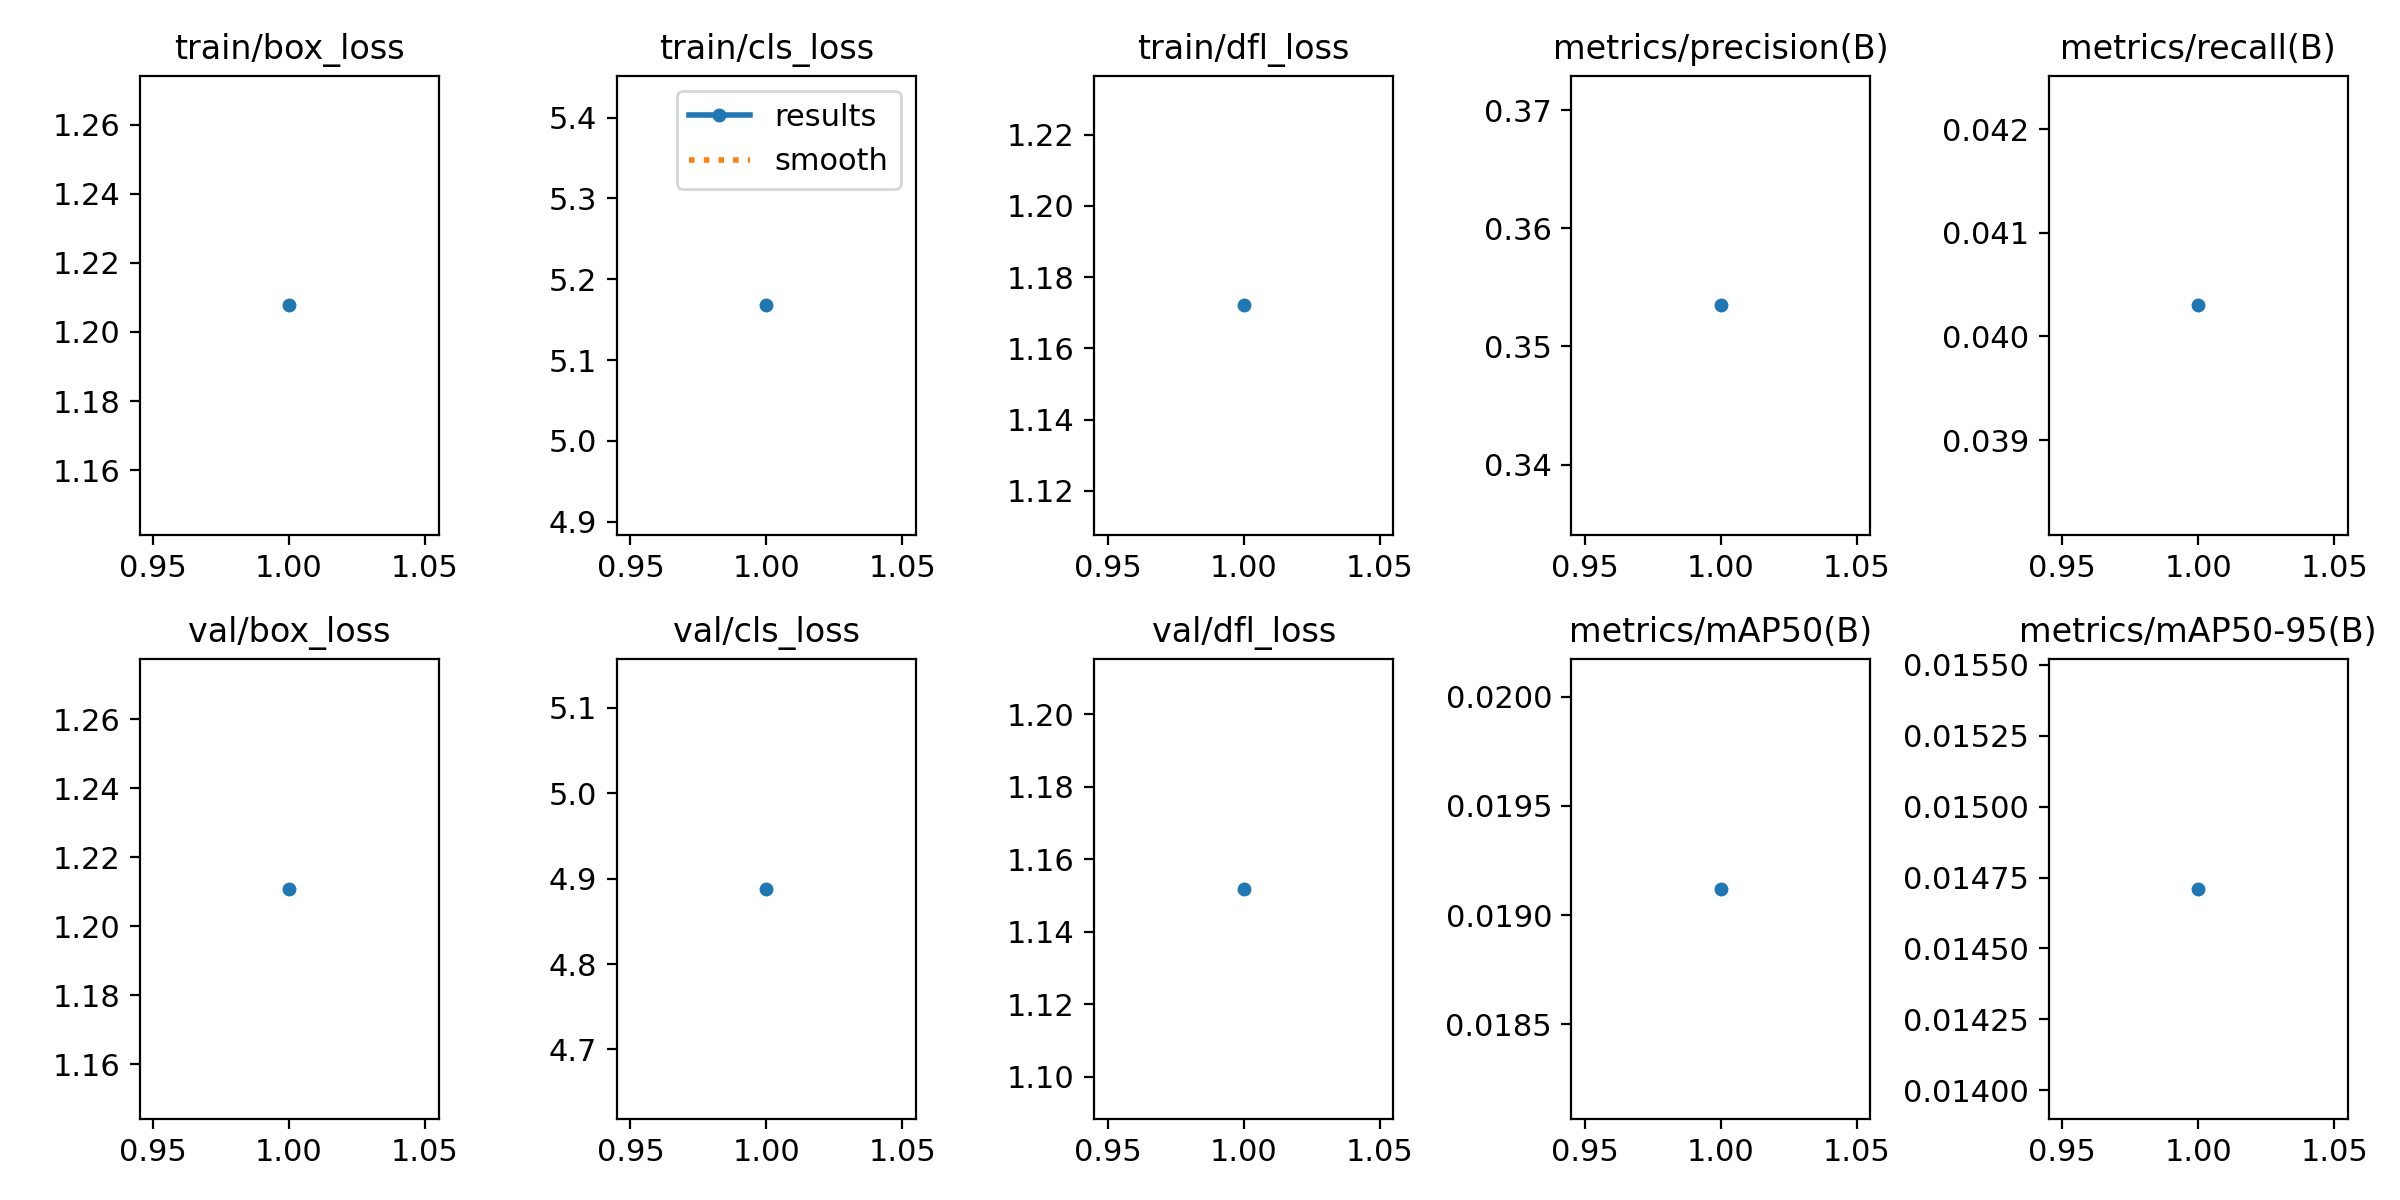 train/box_loss
1.26
1.24
1.22
1.20
1.18
1.16
0.95 1.00 1.05
train/cls_loss
results
smooth
5.4
5.3
5.2
5.1
5.0
4.9
0.95 1.00 1.05
train/dfl_loss
1.22
1.20
1.18
1.16
1.14
1.12
0.95 1.00 1.05
metrics/precision(B)
0.37
0.36
0.35
0.34
0.95 1.00 1.05
metrics/recall(B)
0.042
0.041
0.040
0.039
0.95 1.00 1.05
val/box_loss
1.26
1.24
1.22
1.20
1.18
1.16
0.95 1.00 1.05
val/cls_loss
5.1
5.0
4.9
4.8
4.7
0.95 1.00 1.05
val/dfl_loss
1.20
1.18
1.16
1.14
1.12
1.10
0.95 1.00 1.05
metrics/mAP50(B)
0.0200
0.0195
0.0190
0.0185
0.95 1.00 1.05
metrics/mAP50-95(B)
0.01550
0.01525
0.01500
0.01475
0.01450
0.01425
0.01400
0.95 1.00 1.05